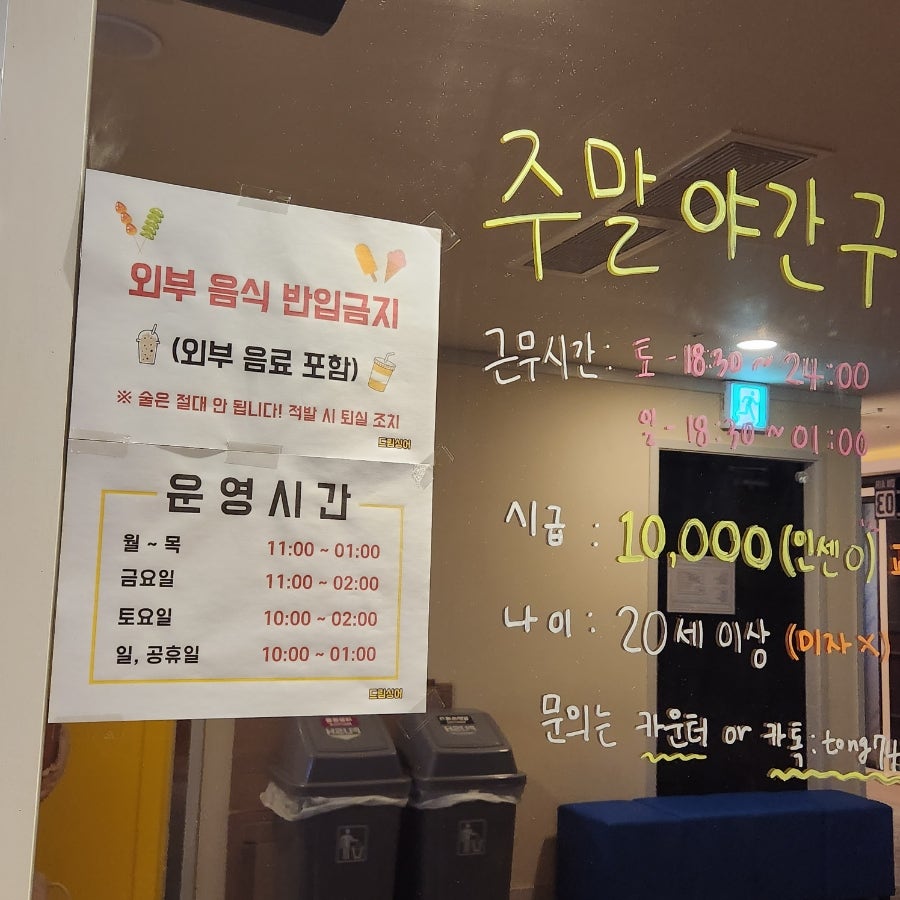 외부 음식 반입금지
(외부 음료 포함)
※ 술은 절대 안 됩니다! 적발 시 퇴실 조치
드림싱어
운영시간
월 ~ 목 11:00 ~ 01:00
금요일 11:00 ~ 02:00
토요일 10:00 ~ 02:00
일, 공휴일 10:00 ~ 01:00
드림싱어
주말 야간 구
근무시간: 토 - 18:30 ~ 24:00
일 - 18:30 ~ 01:00
시급 : 10,000 (인센 O)
나이 : 20세 이상 (미자 X)
문의는 카운터 or 카톡: tong74
03